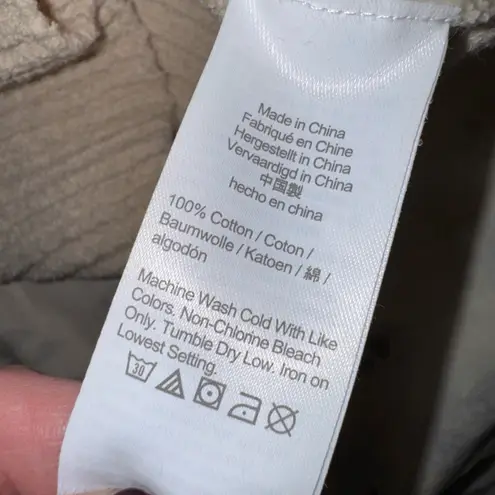 Made in China
Fabriqué en Chine
Hergestellt in China
Vervaardigd in China
中国製
hecho en china
100% Cotton / Coton /
Baumwolle / Katoen / 綿 /
algodón
Machine Wash Cold With Like
Colors. Non-Chlorine Bleach
Only. Tumble Dry Low. Iron on
Lowest Setting.
30